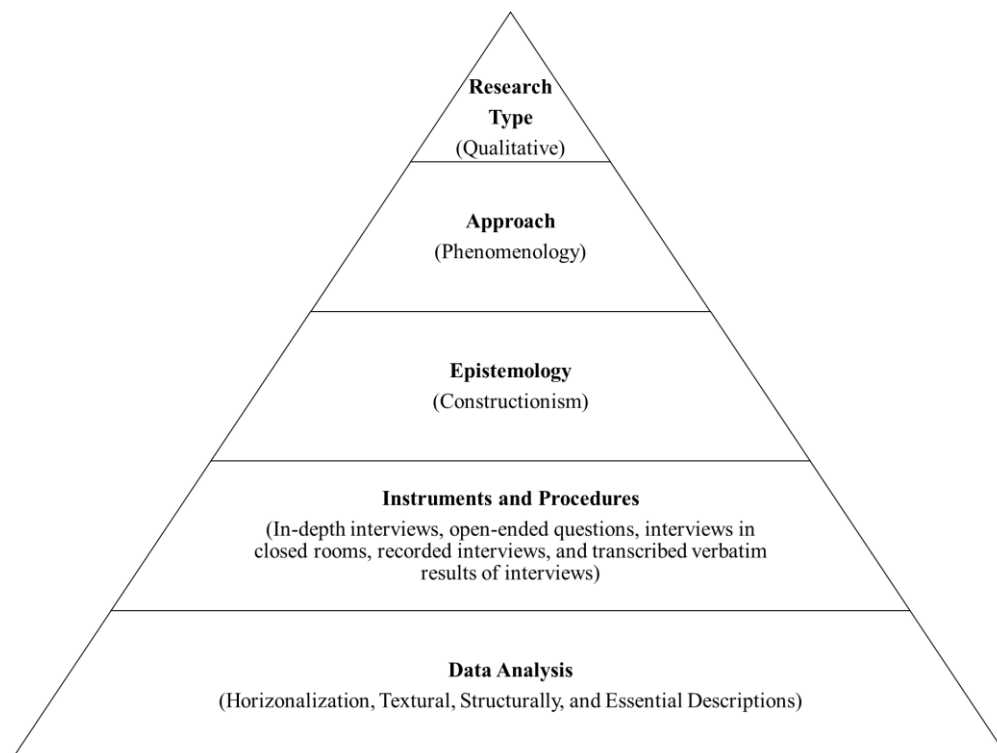 Research
Type
(Qualitative)
Approach
(Phenomenology)
Epistemology
(Constructionism)
Instruments and Procedures
(In-depth interviews, open-ended questions, interviews in
closed rooms, recorded interviews, and transcribed verbatim
results of interviews)
Data Analysis
(Horizonalization, Textural, Structurally, and Essential Descriptions)